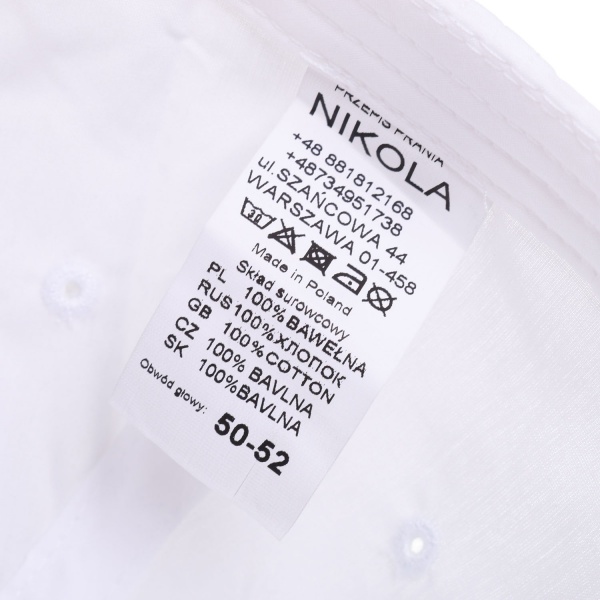 PRZEPIS PRANIA
NIKOLA
+48 881812168
+48734951738
ul.SZAŃCOWA 44
WARSZAWA 01-458
30
Made in Poland
Skład surowcowy
PL 100% BAWEŁNA
RUS 100% ХЛОПОК
GB 100% COTTON
CZ 100% BAVLNA
SK 100%BAVLNA
Obwód głowy: 50-52